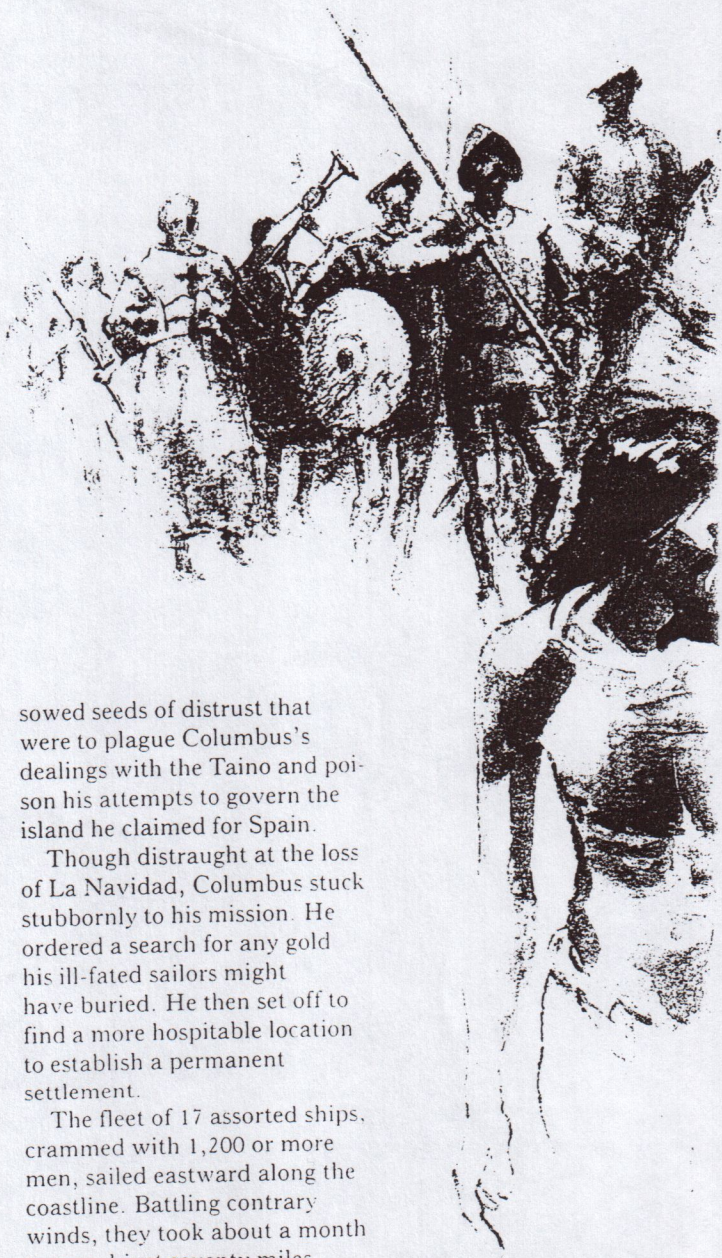 sowed seeds of distrust that
were to plague Columbus's
dealings with the Taino and poi-
son his attempts to govern the
island he claimed for Spain.
Though distraught at the loss
of La Navidad, Columbus stuck
stubbornly to his mission. He
ordered a search for any gold
his ill-fated sailors might
have buried. He then set off to
find a more hospitable location
to establish a permanent
settlement.
The fleet of 17 assorted ships,
crammed with 1,200 or more
men, sailed eastward along the
coastline. Battling contrary
winds, they took about a month
seventy miles